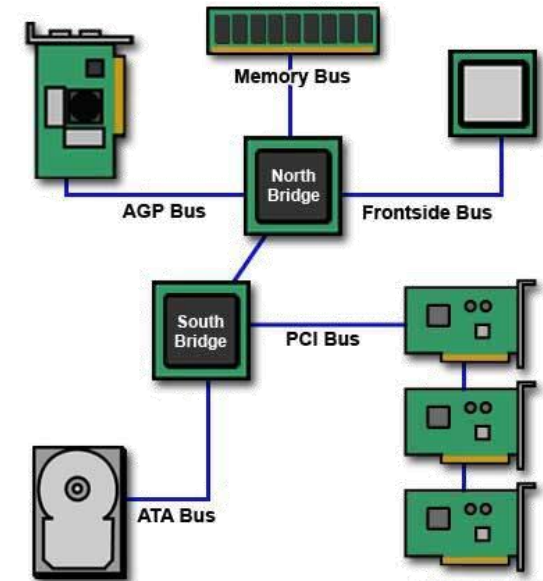 Memory Bus
North
Bridge
AGP Bus
Frontside Bus
South
Bridge
PCI Bus
ATA Bus